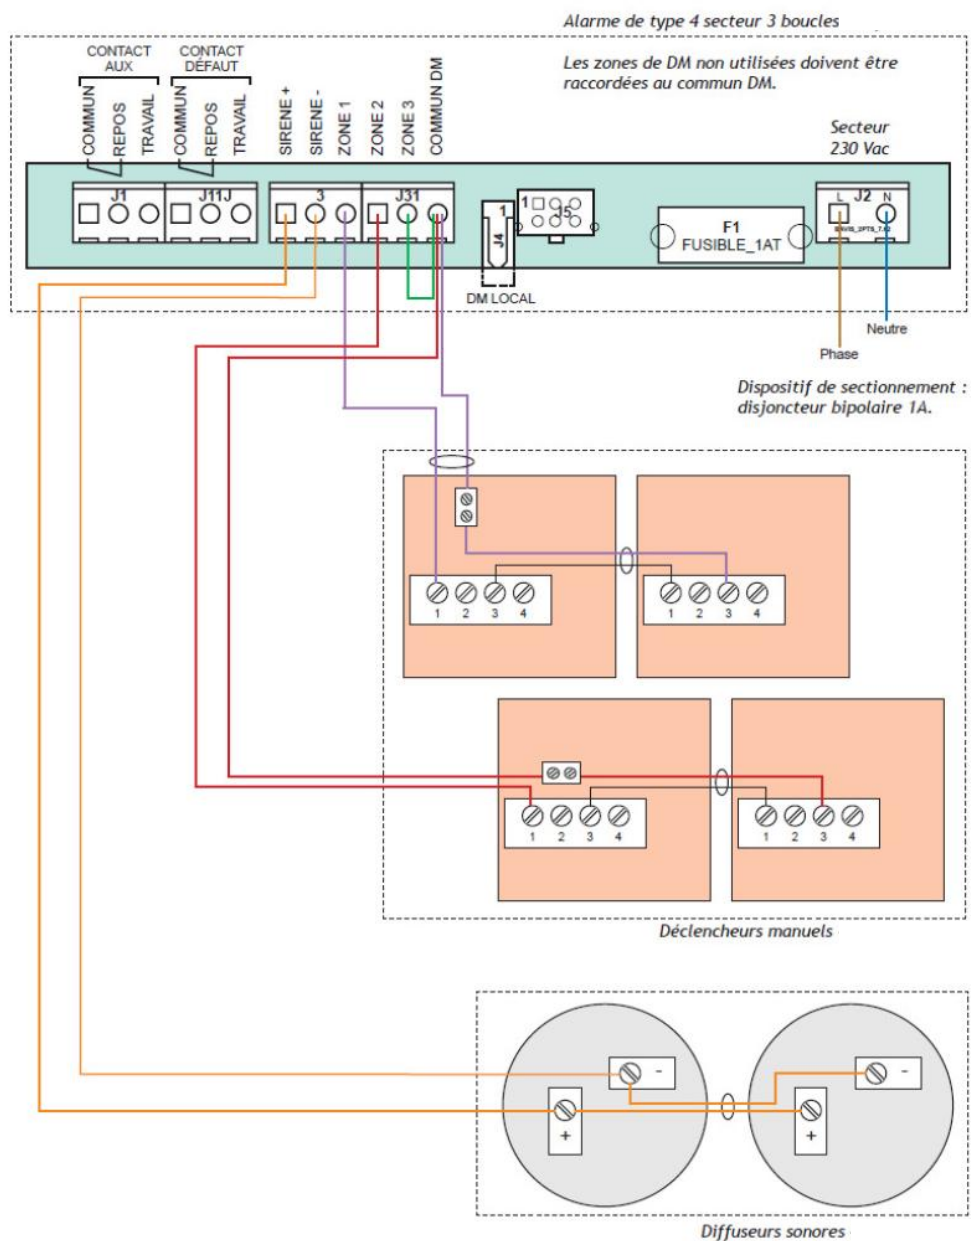 Alarme de type 4 secteur 3 boucles
CONTACT
AUX
CONTACT
DÉFAUT
Les zones de DM non utilisées doivent être
raccordées au commun DM.
COMMUN
REPOS
TRAVAIL
COMMUN
REPOS
TRAVAIL
SIRENE +
SIRENE -
ZONE 1
ZONE 2
ZONE 3
COMMUN DM
Secteur
230 Vac
J1
J11J
3
J31
1
J4
1
J5
F1
FUSIBLE_1AT
L
J2
N
DM LOCAL
Neutre
Phase
Dispositif de sectionnement :
disjoncteur bipolaire 1A.
1 2 3 4
1 2 3 4
1 2 3 4
1 2 3 4
Déclencheurs manuels
-
-
+
+
Diffuseurs sonores